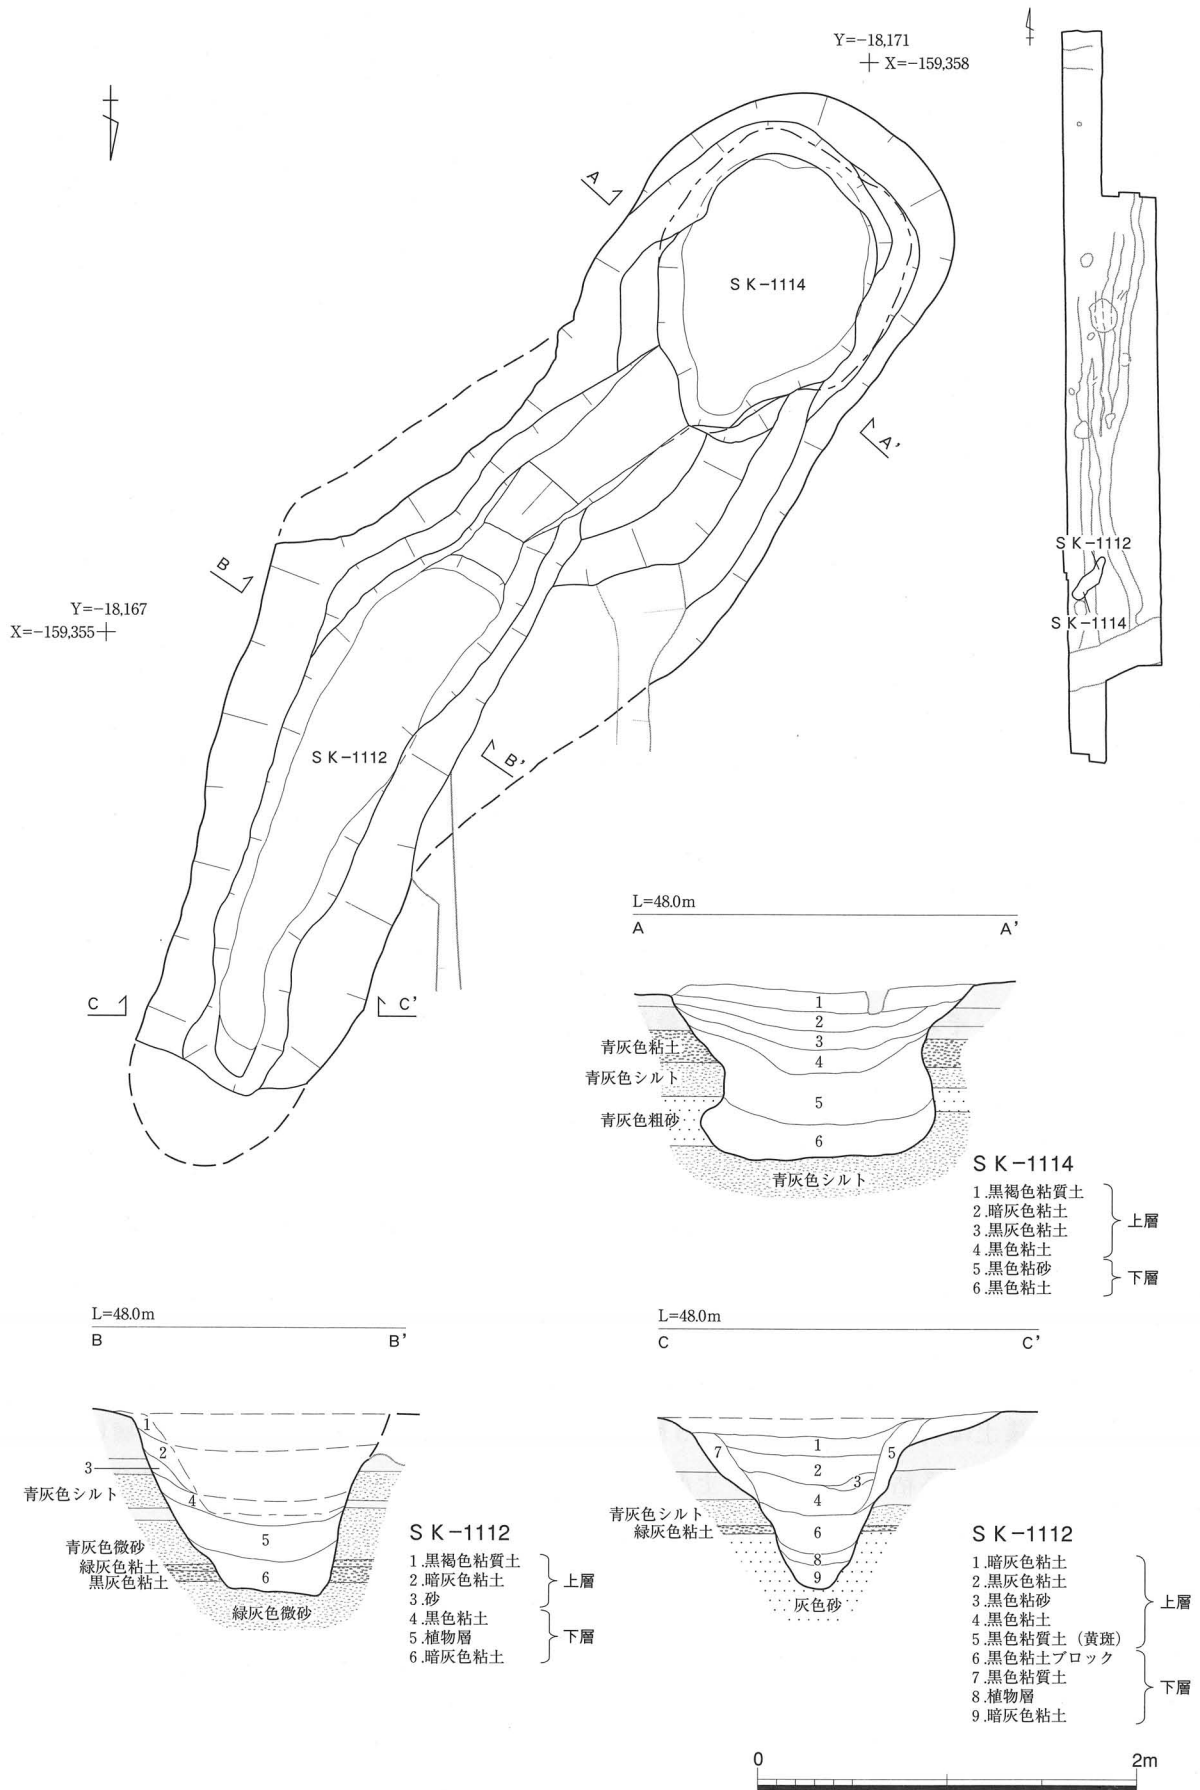 Y=−18,171
X=−159,358
A
SK−1114
A'
B
Y=−18,167
X=−159,355
SK−1112
B'
C
C'
SK−1112
SK−1114
L=48.0m
A A'
1
2
3
4
5
6
青灰色粘土
青灰色シルト
青灰色粗砂
青灰色シルト
SK−1114
1.黒褐色粘質土
2.暗灰色粘土
3.黒灰色粘土
4.黒色粘土
上層
5.黒色粘砂
6.黒色粘土
下層
L=48.0m
B B'
1
2
3
4
5
6
青灰色シルト
青灰色微砂
緑灰色粘土
黒灰色粘土
緑灰色微砂
SK−1112
1.黒褐色粘質土
2.暗灰色粘土
3.砂
上層
4.黒色粘土
5.植物層
6.暗灰色粘土
下層
L=48.0m
C C'
1
2
3
4
5
6
7
8
9
青灰色シルト
緑灰色粘土
灰色砂
SK−1112
1.暗灰色粘土
2.黒灰色粘土
3.黒色粘砂
4.黒色粘土
5.黒色粘質土（黄斑）
上層
6.黒色粘土ブロック
7.黒色粘質土
8.植物層
9.暗灰色粘土
下層
0 2m